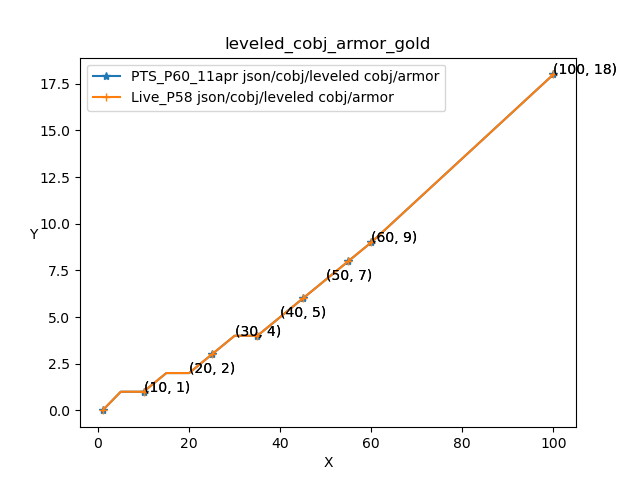 leveled_cobj_armor_gold
PTS_P60_11apr json/cobj/leveled cobj/armor
Live_P58 json/cobj/leveled cobj/armor
(100, 18)
17.5
15.0
12.5
10.0
Y
(60, 9)
7.5
(50, 7)
5.0
(40, 5)
(30, 4)
2.5
(20, 2)
(10, 1)
0.0
0 20 40 60 80 100
X